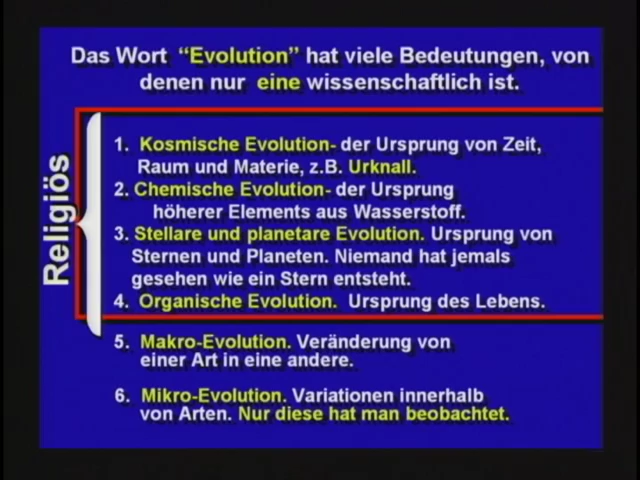 Das Wort “Evolution” hat viele Bedeutungen, von
denen nur eine wissenschaftlich ist.
Religiös
1. Kosmische Evolution- der Ursprung von Zeit,
Raum und Materie, z.B. Urknall.
2. Chemische Evolution- der Ursprung
höherer Elements aus Wasserstoff.
3. Stellare und planetare Evolution. Ursprung von
Sternen und Planeten. Niemand hat jemals
gesehen wie ein Stern entsteht.
4. Organische Evolution. Ursprung des Lebens.
5. Makro-Evolution. Veränderung von
einer Art in eine andere.
6. Mikro-Evolution. Variationen innerhalb
von Arten. Nur diese hat man beobachtet.